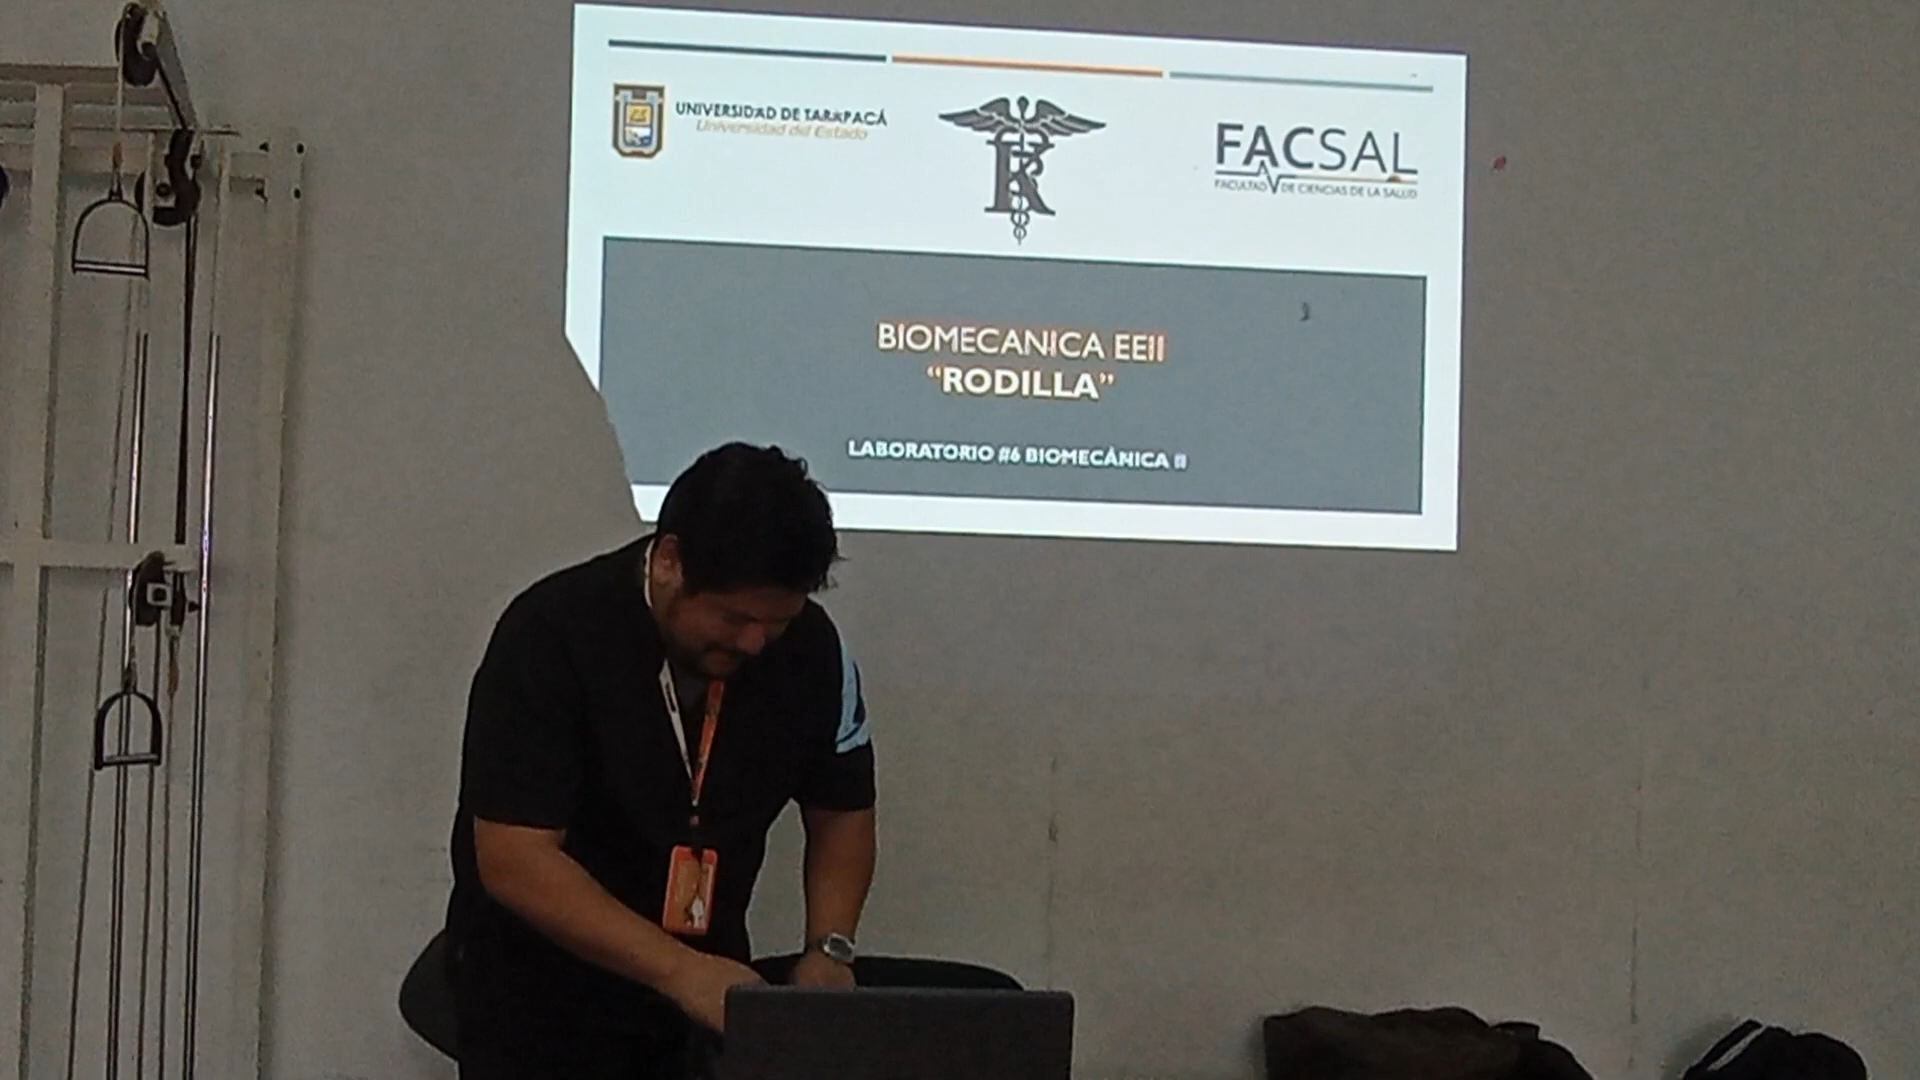 UNIVERSIDAD DE TARAPACÁ
Universidad del Estado
FACSAL
FACULTAD DE CIENCIAS DE LA SALUD
BIOMECANICA EEII
“RODILLA”
LABORATORIO #6 BIOMECÀNICA II